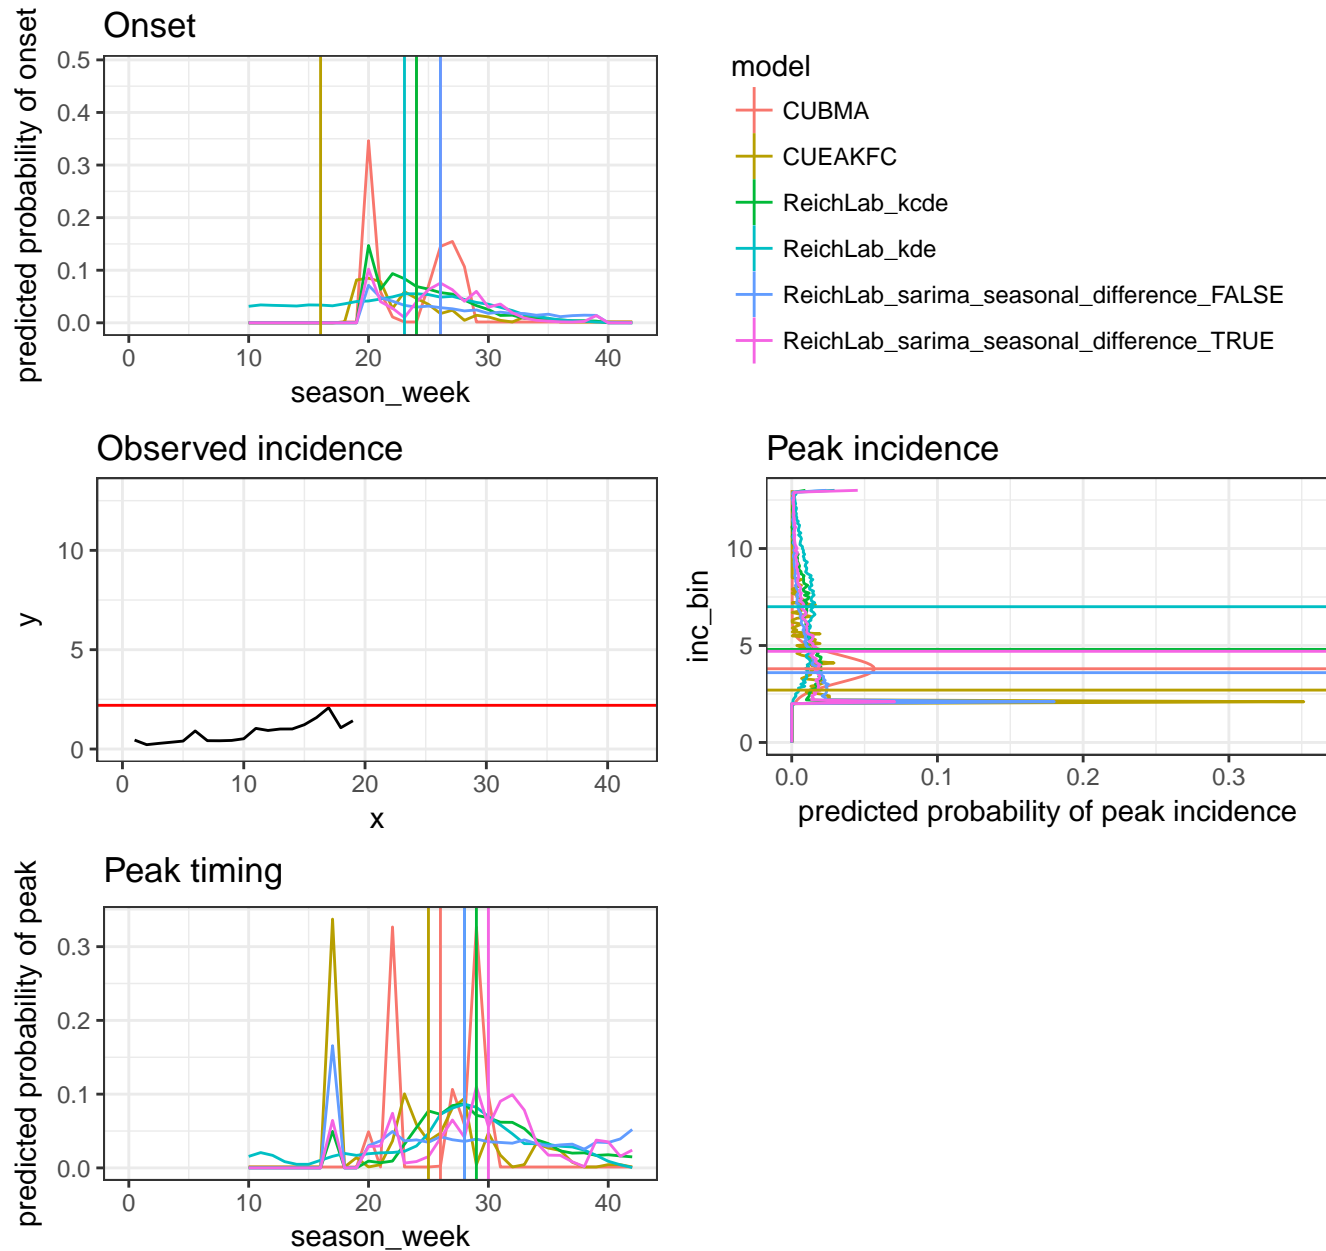 Onset
predicted probability of onset
0.5
0.4
0.3
0.2
0.1
0.0
0 10 20 30 40
season_week
model
CUBMA
CUEAKFC
ReichLab_kcde
ReichLab_kde
ReichLab_sarima_seasonal_difference_FALSE
ReichLab_sarima_seasonal_difference_TRUE
Observed incidence
y
10
5
0
0 10 20 30 40
x
Peak incidence
inc_bin
10
5
0
0.0 0.1 0.2 0.3
predicted probability of peak incidence
Peak timing
predicted probability of peak
0.3
0.2
0.1
0.0
0 10 20 30 40
season_week